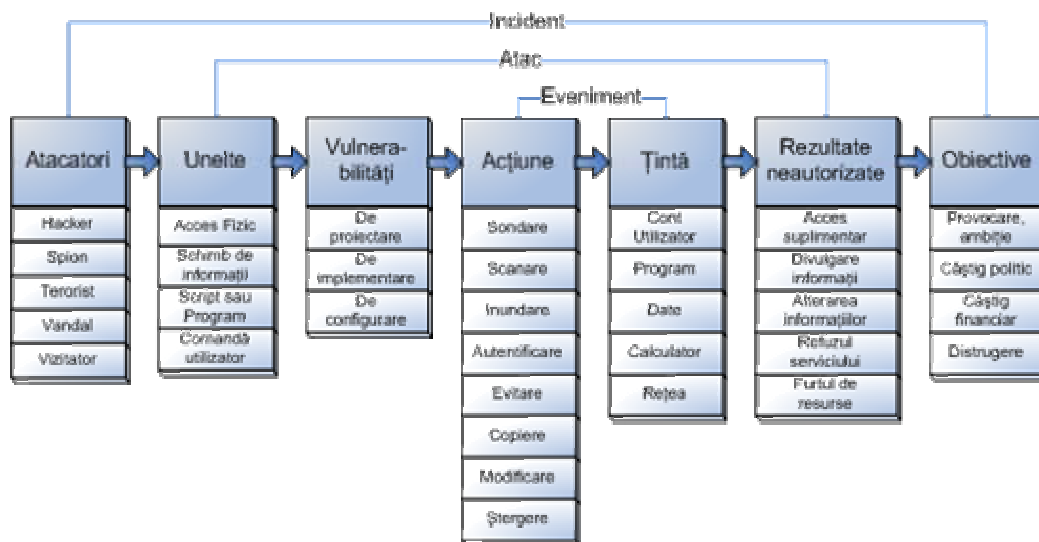 Incident
Atac
Eveniment
Atacatori
Hacker
Spion
Terorist
Vandal
Vizitator
Unelte
Acces Fizic
Schimb de
informații
Script sau
Program
Comandă
utilizator
Vulnera-
bilități
De
proiectare
De
implementare
De
configurare
Acțiune
Sondare
Scanare
Inundare
Autentificare
Evitare
Copiere
Modificare
Ștergere
Țintă
Cont
Utilizator
Program
Date
Calculator
Rețea
Rezultate
neautorizate
Acces
suplimentar
Divulgare
informații
Alterarea
informațiilor
Refuzul
serviciului
Furtul de
resurse
Obiective
Provocare,
ambiție
Câștig politic
Câștig
financiar
Distrugere